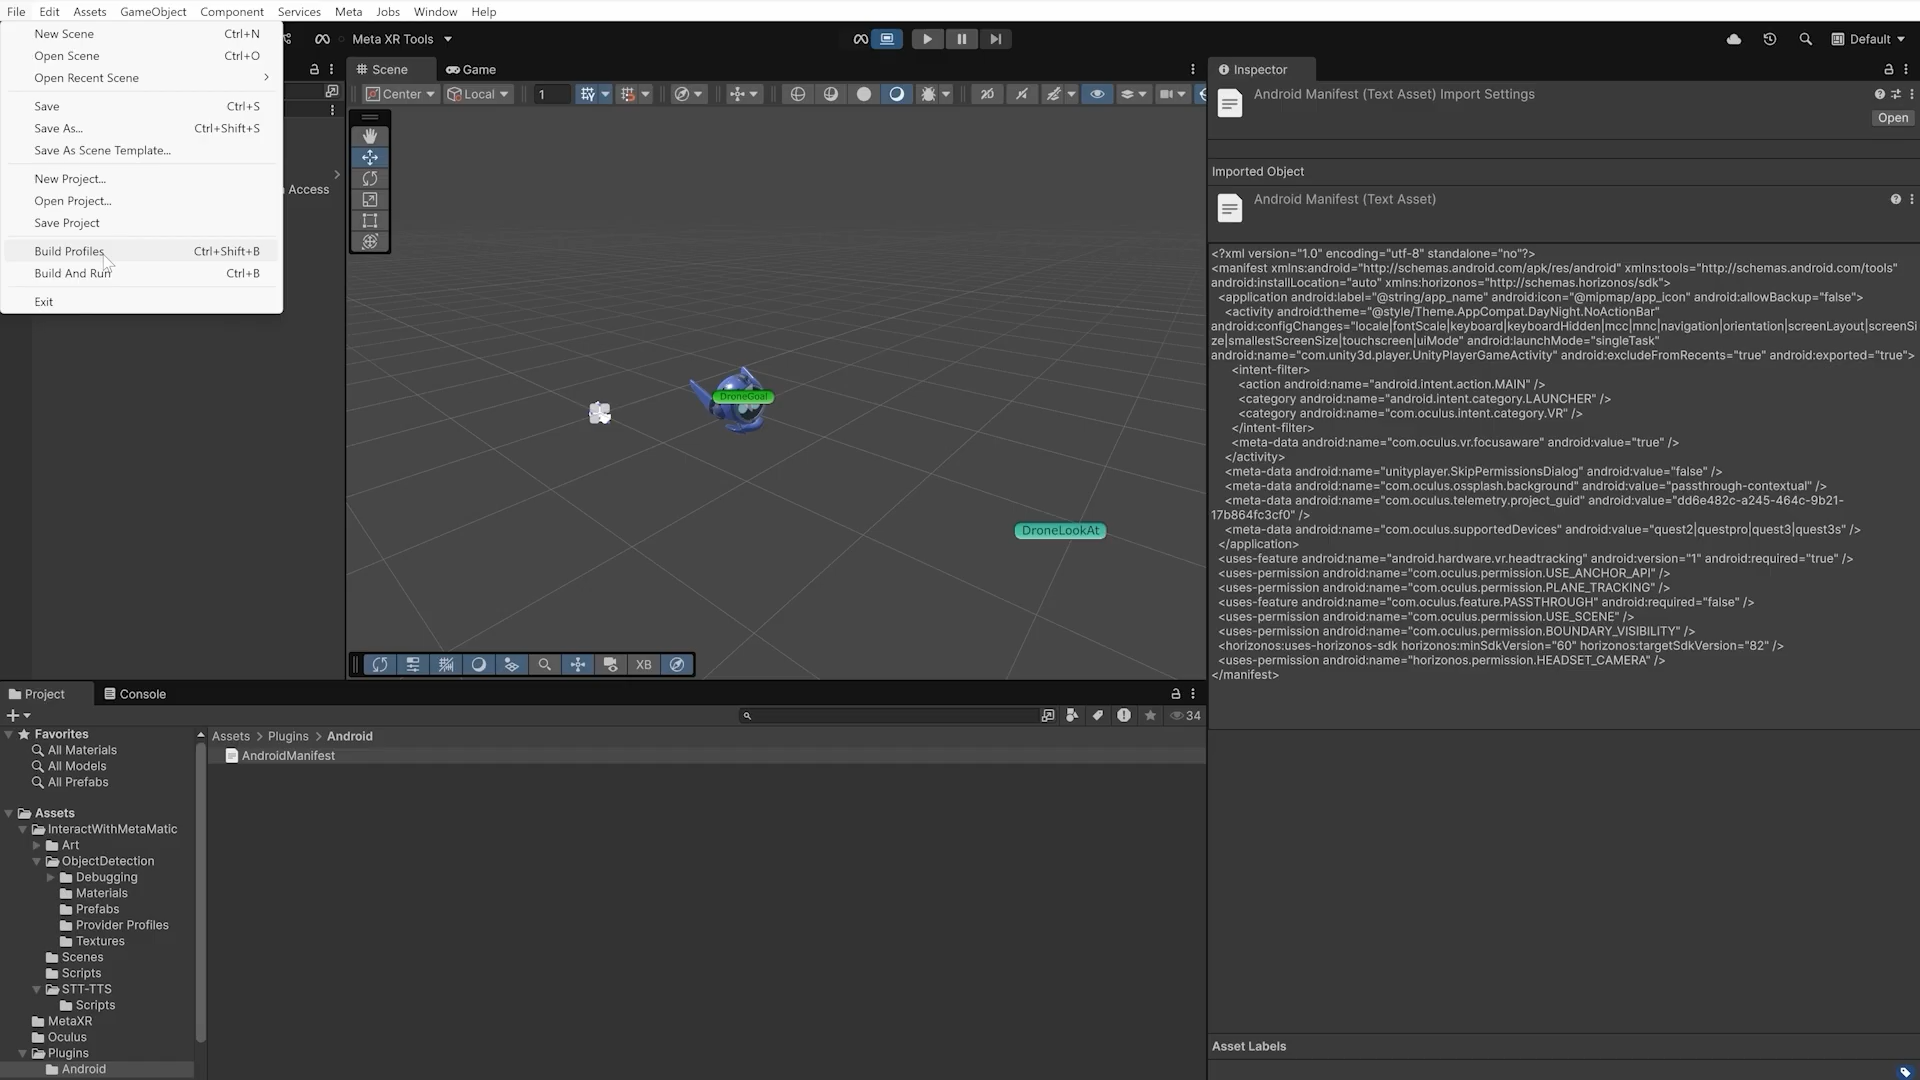 File Edit Assets GameObject Component Services Meta Jobs Window Help
New Scene Ctrl+N
Open Scene Ctrl+O
Open Recent Scene
Save Ctrl+S
Save As... Ctrl+Shift+S
Save As Scene Template...
New Project...
Open Project...
Save Project
Build Profiles Ctrl+Shift+B
Build And Run Ctrl+B
Exit
Access
Meta XR Tools
Default
Scene Game
Center Local 1
2D
DroneGoal
DroneLookAt
XB
Inspector
Android Manifest (Text Asset) Import Settings
Open
Imported Object
Android Manifest (Text Asset)
<?xml version="1.0" encoding="utf-8" standalone="no"?>
<manifest xmlns:android="http://schemas.android.com/apk/res/android" xmlns:tools="http://schemas.android.com/tools"
android:installLocation="auto" xmlns:horizonos="http://schemas.horizonos/sdk">
<application android:label="@string/app_name" android:icon="@mipmap/app_icon" android:allowBackup="false">
<activity android:theme="@style/Theme.AppCompat.DayNight.NoActionBar"
android:configChanges="locale|fontScale|keyboard|keyboardHidden|mcc|mnc|navigation|orientation|screenLayout|screenSi
ze|smallestScreenSize|touchscreen|uiMode" android:launchMode="singleTask"
android:name="com.unity3d.player.UnityPlayerGameActivity" android:excludeFromRecents="true" android:exported="true">
<intent-filter>
<action android:name="android.intent.action.MAIN" />
<category android:name="android.intent.category.LAUNCHER" />
<category android:name="com.oculus.intent.category.VR" />
</intent-filter>
<meta-data android:name="com.oculus.vr.focusaware" android:value="true" />
</activity>
<meta-data android:name="unityplayer.SkipPermissionsDialog" android:value="false" />
<meta-data android:name="com.oculus.ossplash.background" android:value="passthrough-contextual" />
<meta-data android:name="com.oculus.telemetry.project_guid" android:value="dd6e482c-a245-464c-9b21-
17b864fc3cf0" />
<meta-data android:name="com.oculus.supportedDevices" android:value="quest2|questpro|quest3|quest3s" />
</application>
<uses-feature android:name="android.hardware.vr.headtracking" android:version="1" android:required="true" />
<uses-permission android:name="com.oculus.permission.USE_ANCHOR_API" />
<uses-permission android:name="com.oculus.permission.PLANE_TRACKING" />
<uses-feature android:name="com.oculus.feature.PASSTHROUGH" android:required="false" />
<uses-permission android:name="com.oculus.permission.USE_SCENE" />
<uses-permission android:name="com.oculus.permission.BOUNDARY_VISIBILITY" />
<horizonos:uses-horizonos-sdk horizonos:minSdkVersion="60" horizonos:targetSdkVersion="82" />
<uses-permission android:name="horizonos.permission.HEADSET_CAMERA" />
</manifest>
Asset Labels
Project Console
34
Favorites
All Materials
All Models
All Prefabs
Assets
InteractWithMetaMatic
Art
ObjectDetection
Debugging
Materials
Prefabs
Provider Profiles
Textures
Scenes
Scripts
STT-TTS
Scripts
MetaXR
Oculus
Plugins
Android
Assets > Plugins > Android
AndroidManifest